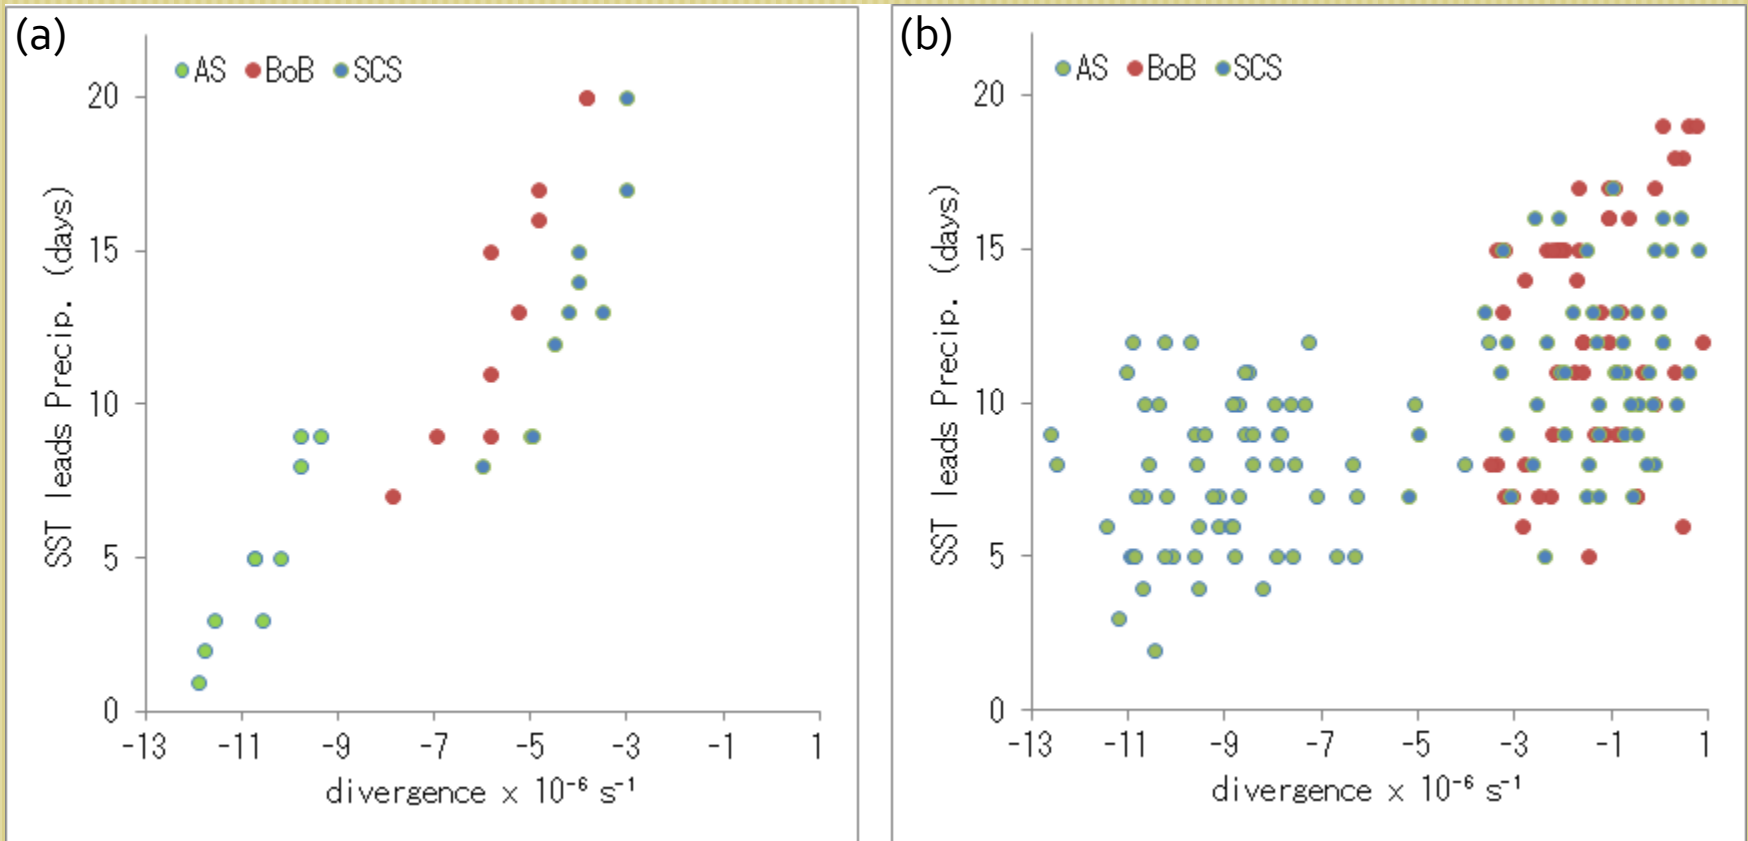 (a)
AS BoB SCS
20
15
10
5
0
-13 -11 -9 -7 -5 -3 -1 1
SST leads Precip. (days)
divergence × 10⁻⁶ s⁻¹
(b)
AS BoB SCS
20
15
10
5
0
-13 -11 -9 -7 -5 -3 -1 1
SST leads Precip. (days)
divergence × 10⁻⁶ s⁻¹